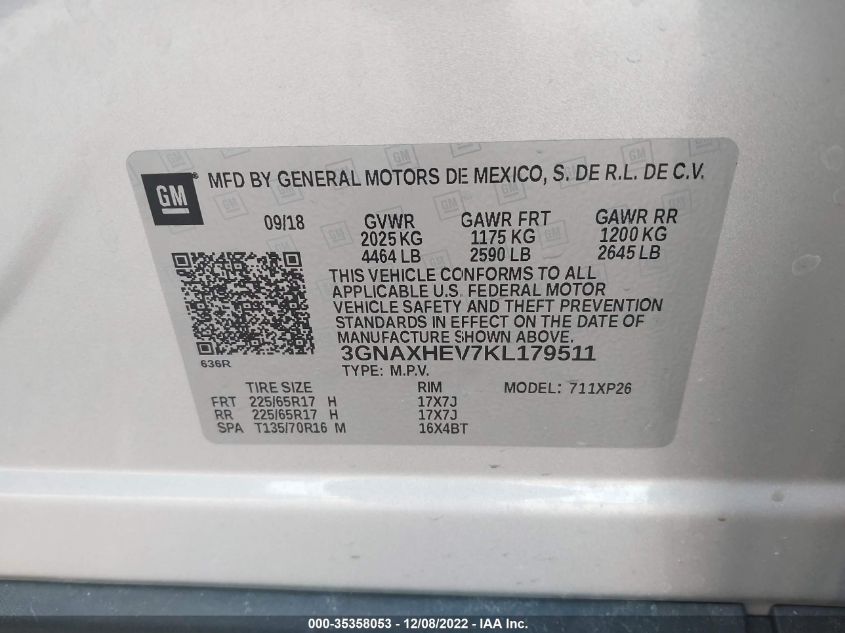 GM® MFD BY GENERAL MOTORS DE MEXICO, S. DE R.L. DE C.V.
09/18 GVWR GAWR FRT GAWR RR
2025 KG 1175 KG 1200 KG
4464 LB 2590 LB 2645 LB
THIS VEHICLE CONFORMS TO ALL
APPLICABLE U.S. FEDERAL MOTOR
VEHICLE SAFETY AND THEFT PREVENTION
STANDARDS IN EFFECT ON THE DATE OF
MANUFACTURE SHOWN ABOVE.
636R 3GNAXHEV7KL179511
TYPE: M.P.V.
TIRE SIZE RIM MODEL: 711XP26
FRT 225/65R17 H 17X7J
RR 225/65R17 H 17X7J
SPA T135/70R16 M 16X4BT
000-35358053 - 12/08/2022 - IAA Inc.